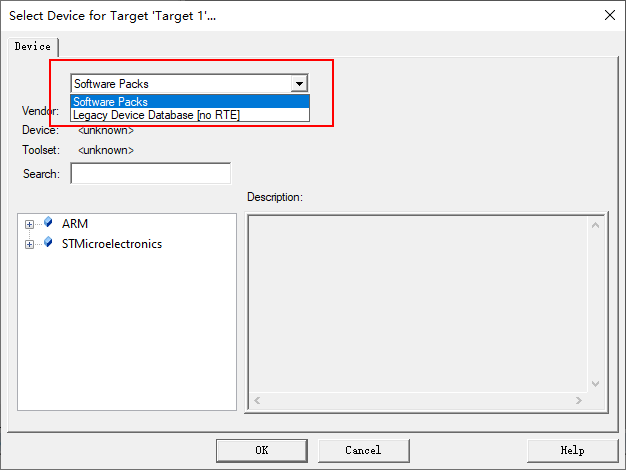 Select Device for Target 'Target 1'...
Device
Software Packs
Software Packs
Legacy Device Database [no RTE]
Vendor:
Device: <unknown>
Toolset: <unknown>
Search:
Description:
ARM
STMicroelectronics
OK
Cancel
Help